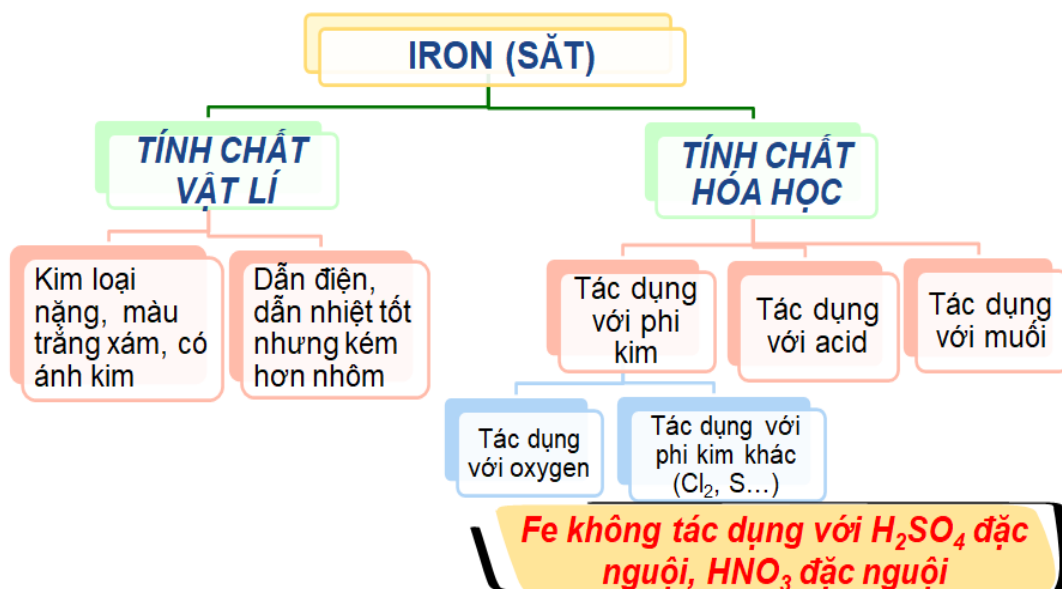 IRON (SẮT)
TÍNH CHẤT
VẬT LÍ
TÍNH CHẤT
HÓA HỌC
Kim loại
nặng, màu
trắng xám, có
ánh kim
Dẫn điện,
dẫn nhiệt tốt
nhưng kém
hơn nhôm
Tác dụng
với phi
kim
Tác dụng
với acid
Tác dụng
với muối
Tác dụng
với oxygen
Tác dụng với
phi kim khác
(Cl₂, S...)
Fe không tác dụng với H₂SO₄ đặc
nguội, HNO₃ đặc nguội